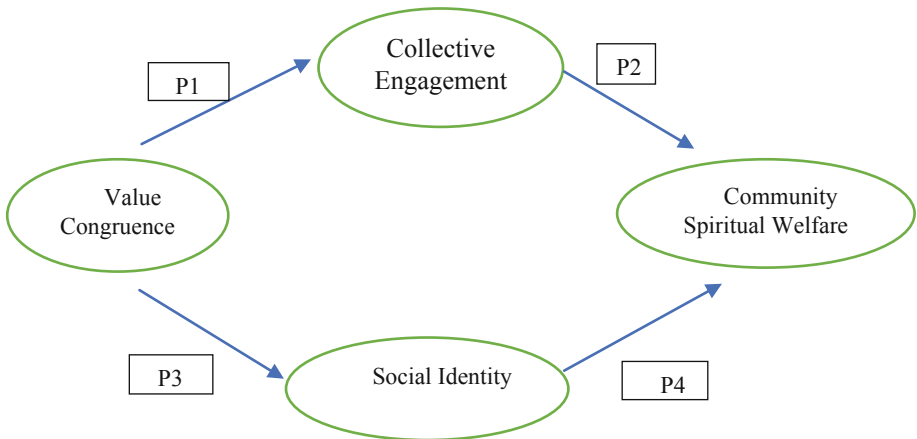 Collective
Engagement
P1
P2
Value
Congruence
Community
Spiritual Welfare
P3
Social Identity
P4